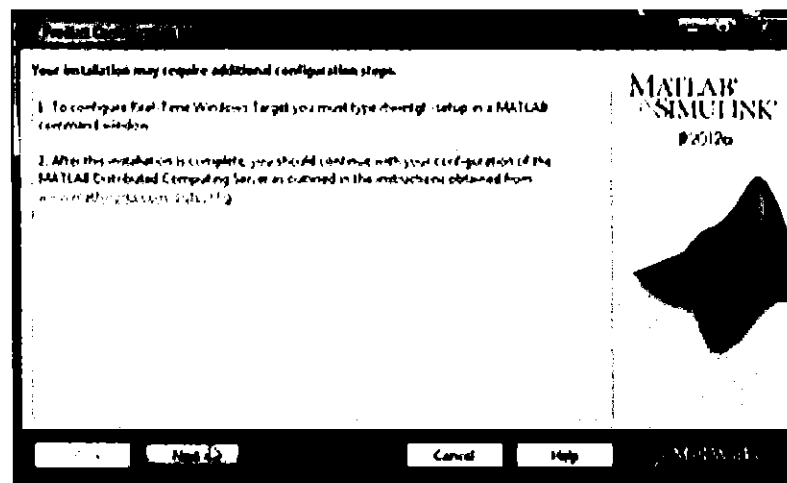 Product
Your installation may require additional configuration steps.
1. To configure Real-Time Windows Target you must type -setup in a MATLAB
command window
2. After this installation is complete, you should continue with your configuration of the
MATLAB Distributed Computing Server as outlined in the instructions obtained from
MATLAB
SIMULINK
R2012a
Next >
Cancel
Help
MathWorks